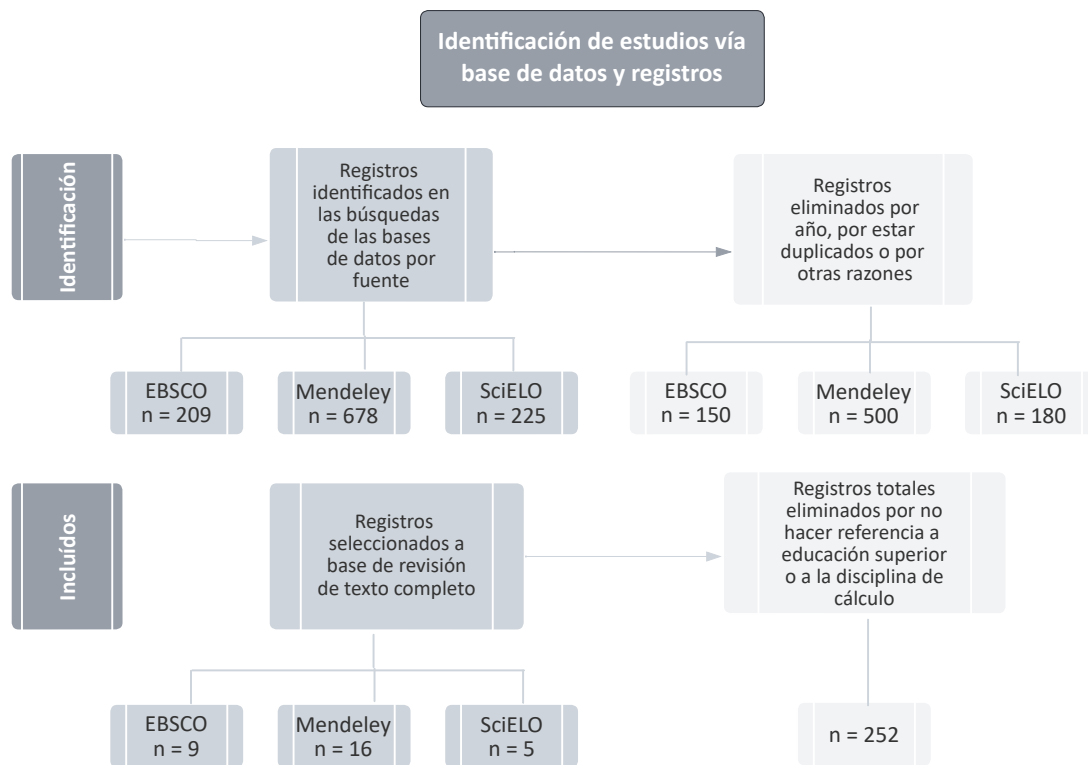 Identificación de estudios vía
base de datos y registros
Identificación
Registros
identificados en
las búsquedas
de las bases
de datos por
fuente
Registros
eliminados por
año, por estar
duplicados o por
otras razones
EBSCO
n = 209
Mendeley
n = 678
SciELO
n = 225
EBSCO
n = 150
Mendeley
n = 500
SciELO
n = 180
Incluídos
Registros
seleccionados a
base de revisión
de texto completo
Registros totales
eliminados por no
hacer referencia a
educación superior
o a la disciplina de
cálculo
EBSCO
n = 9
Mendeley
n = 16
SciELO
n = 5
n = 252